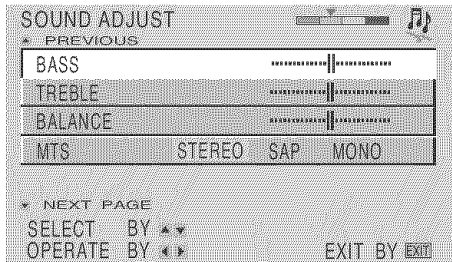 SOUND ADJUST
PREVIOUS
BASS
TREBLE
BALANCE
MTS STEREO SAP MONO
NEXT PAGE
SELECT BY
OPERATE BY EXIT BY EXIT